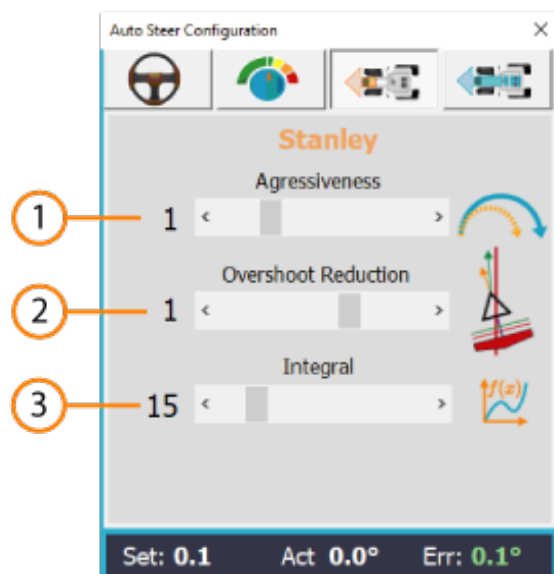 Auto Steer Configuration
Stanley
Agressiveness
1 1
Overshoot Reduction
2 1
Integral
3 15
f(x)
Set: 0.1 Act 0.0° Err: 0.1°